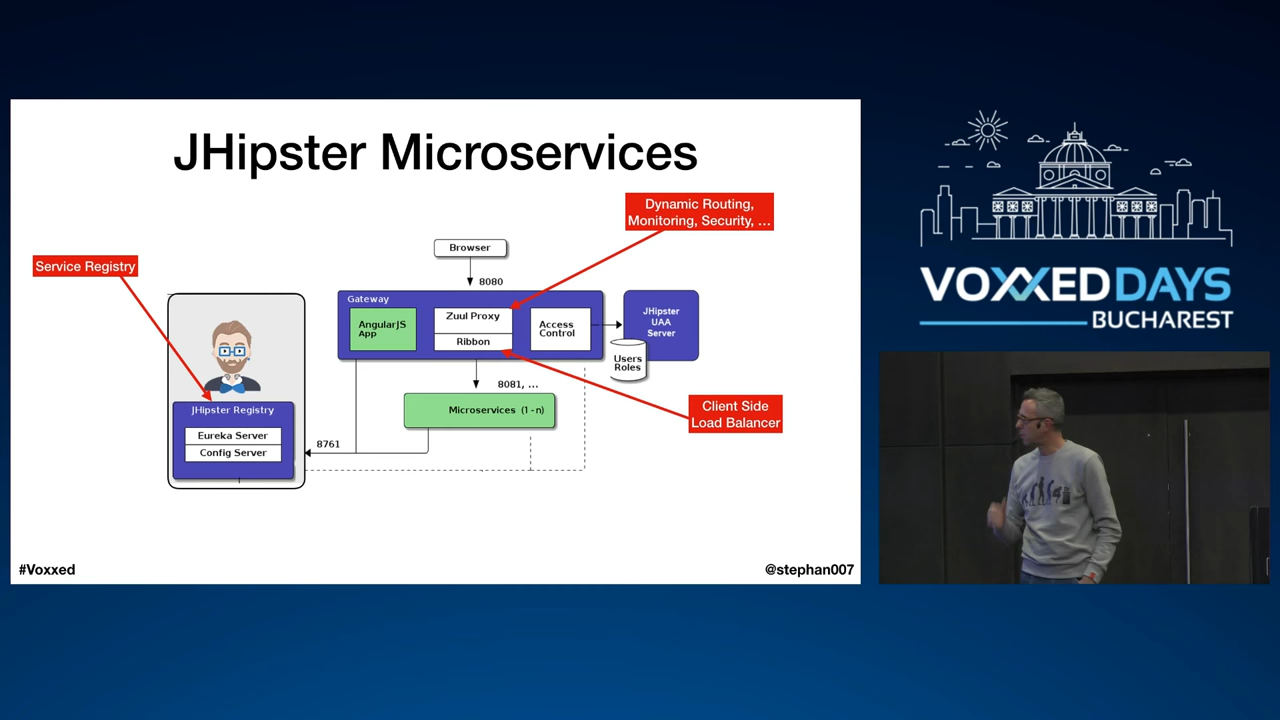 JHipster Microservices
Dynamic Routing,
Monitoring, Security, ...
Service Registry
Browser
8080
Gateway
AngularJS
App
Zuul Proxy
Ribbon
Access
Control
JHipster
UAA
Server
Users
Roles
8081, ...
Microservices (1-n)
Client Side
Load Balancer
JHipster Registry
Eureka Server
Config Server
8761
#Voxxed
@stephan007
VOXXED DAYS
BUCHAREST